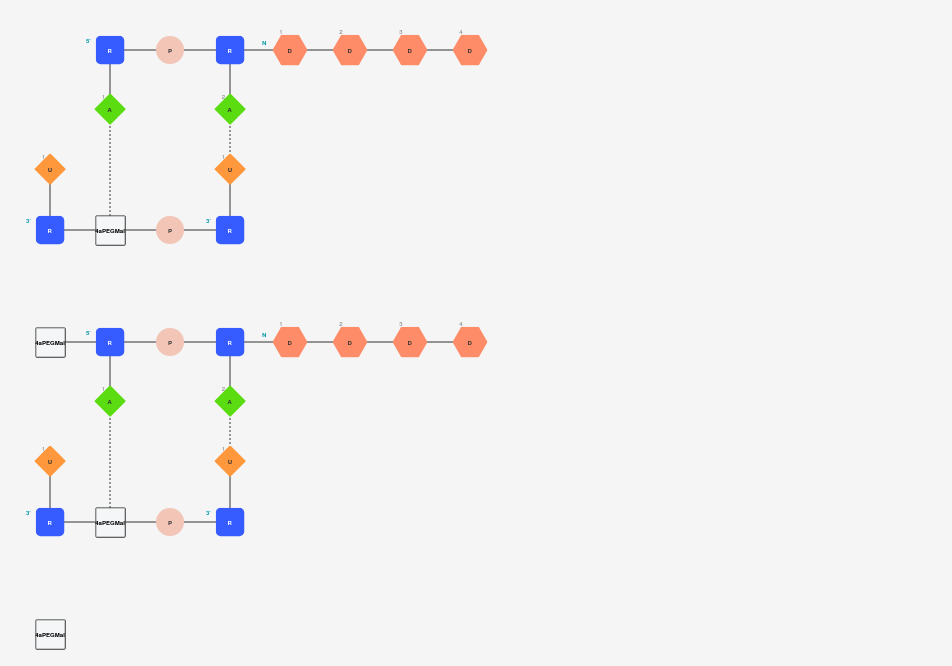 1 2 3 4
5' R P R N D D D D
1 2
A A
1 1
U U
3' 3'
R 4aPEGMal P R
1 2 3 4
4aPEGMal 5' R P R N D D D D
1 2
A A
1 1
U U
3' 3'
R 4aPEGMal P R
4aPEGMal